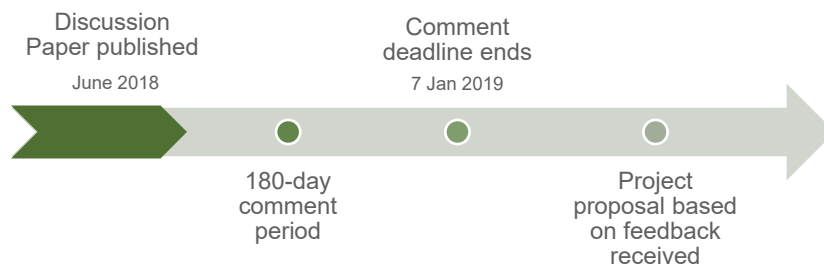 Discussion
Paper published
June 2018
Comment
deadline ends
7 Jan 2019
180-day
comment
period
Project
proposal based
on feedback
received